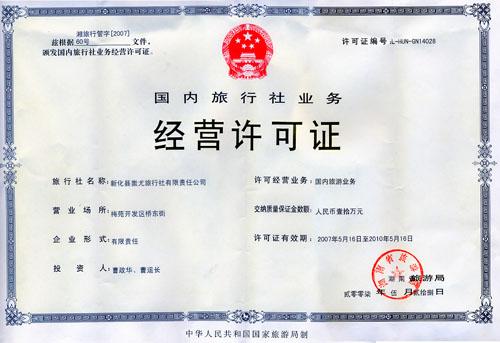 湘旅行管字[2007]
兹根据 60号 文件，
颁发国内旅行社业务经营许可证。
许可证编号 :L-HUN-GN14028
国内旅行社业务
经营许可证
旅行社名称： 新化县蚩尤旅行社有限责任公司
许可经营业务： 国内旅游业务
营业场所： 梅苑开发区桥东街
交纳质量保证金数额： 人民币壹拾万元
企业形式： 有限责任
许可证有效期： 2007年5月16日至2010年5月16日
投资人： 曹政华、曹运长
湖南 旅游局
贰零零柒 年 伍 月 贰拾捌 日
中华人民共和国国家旅游局制